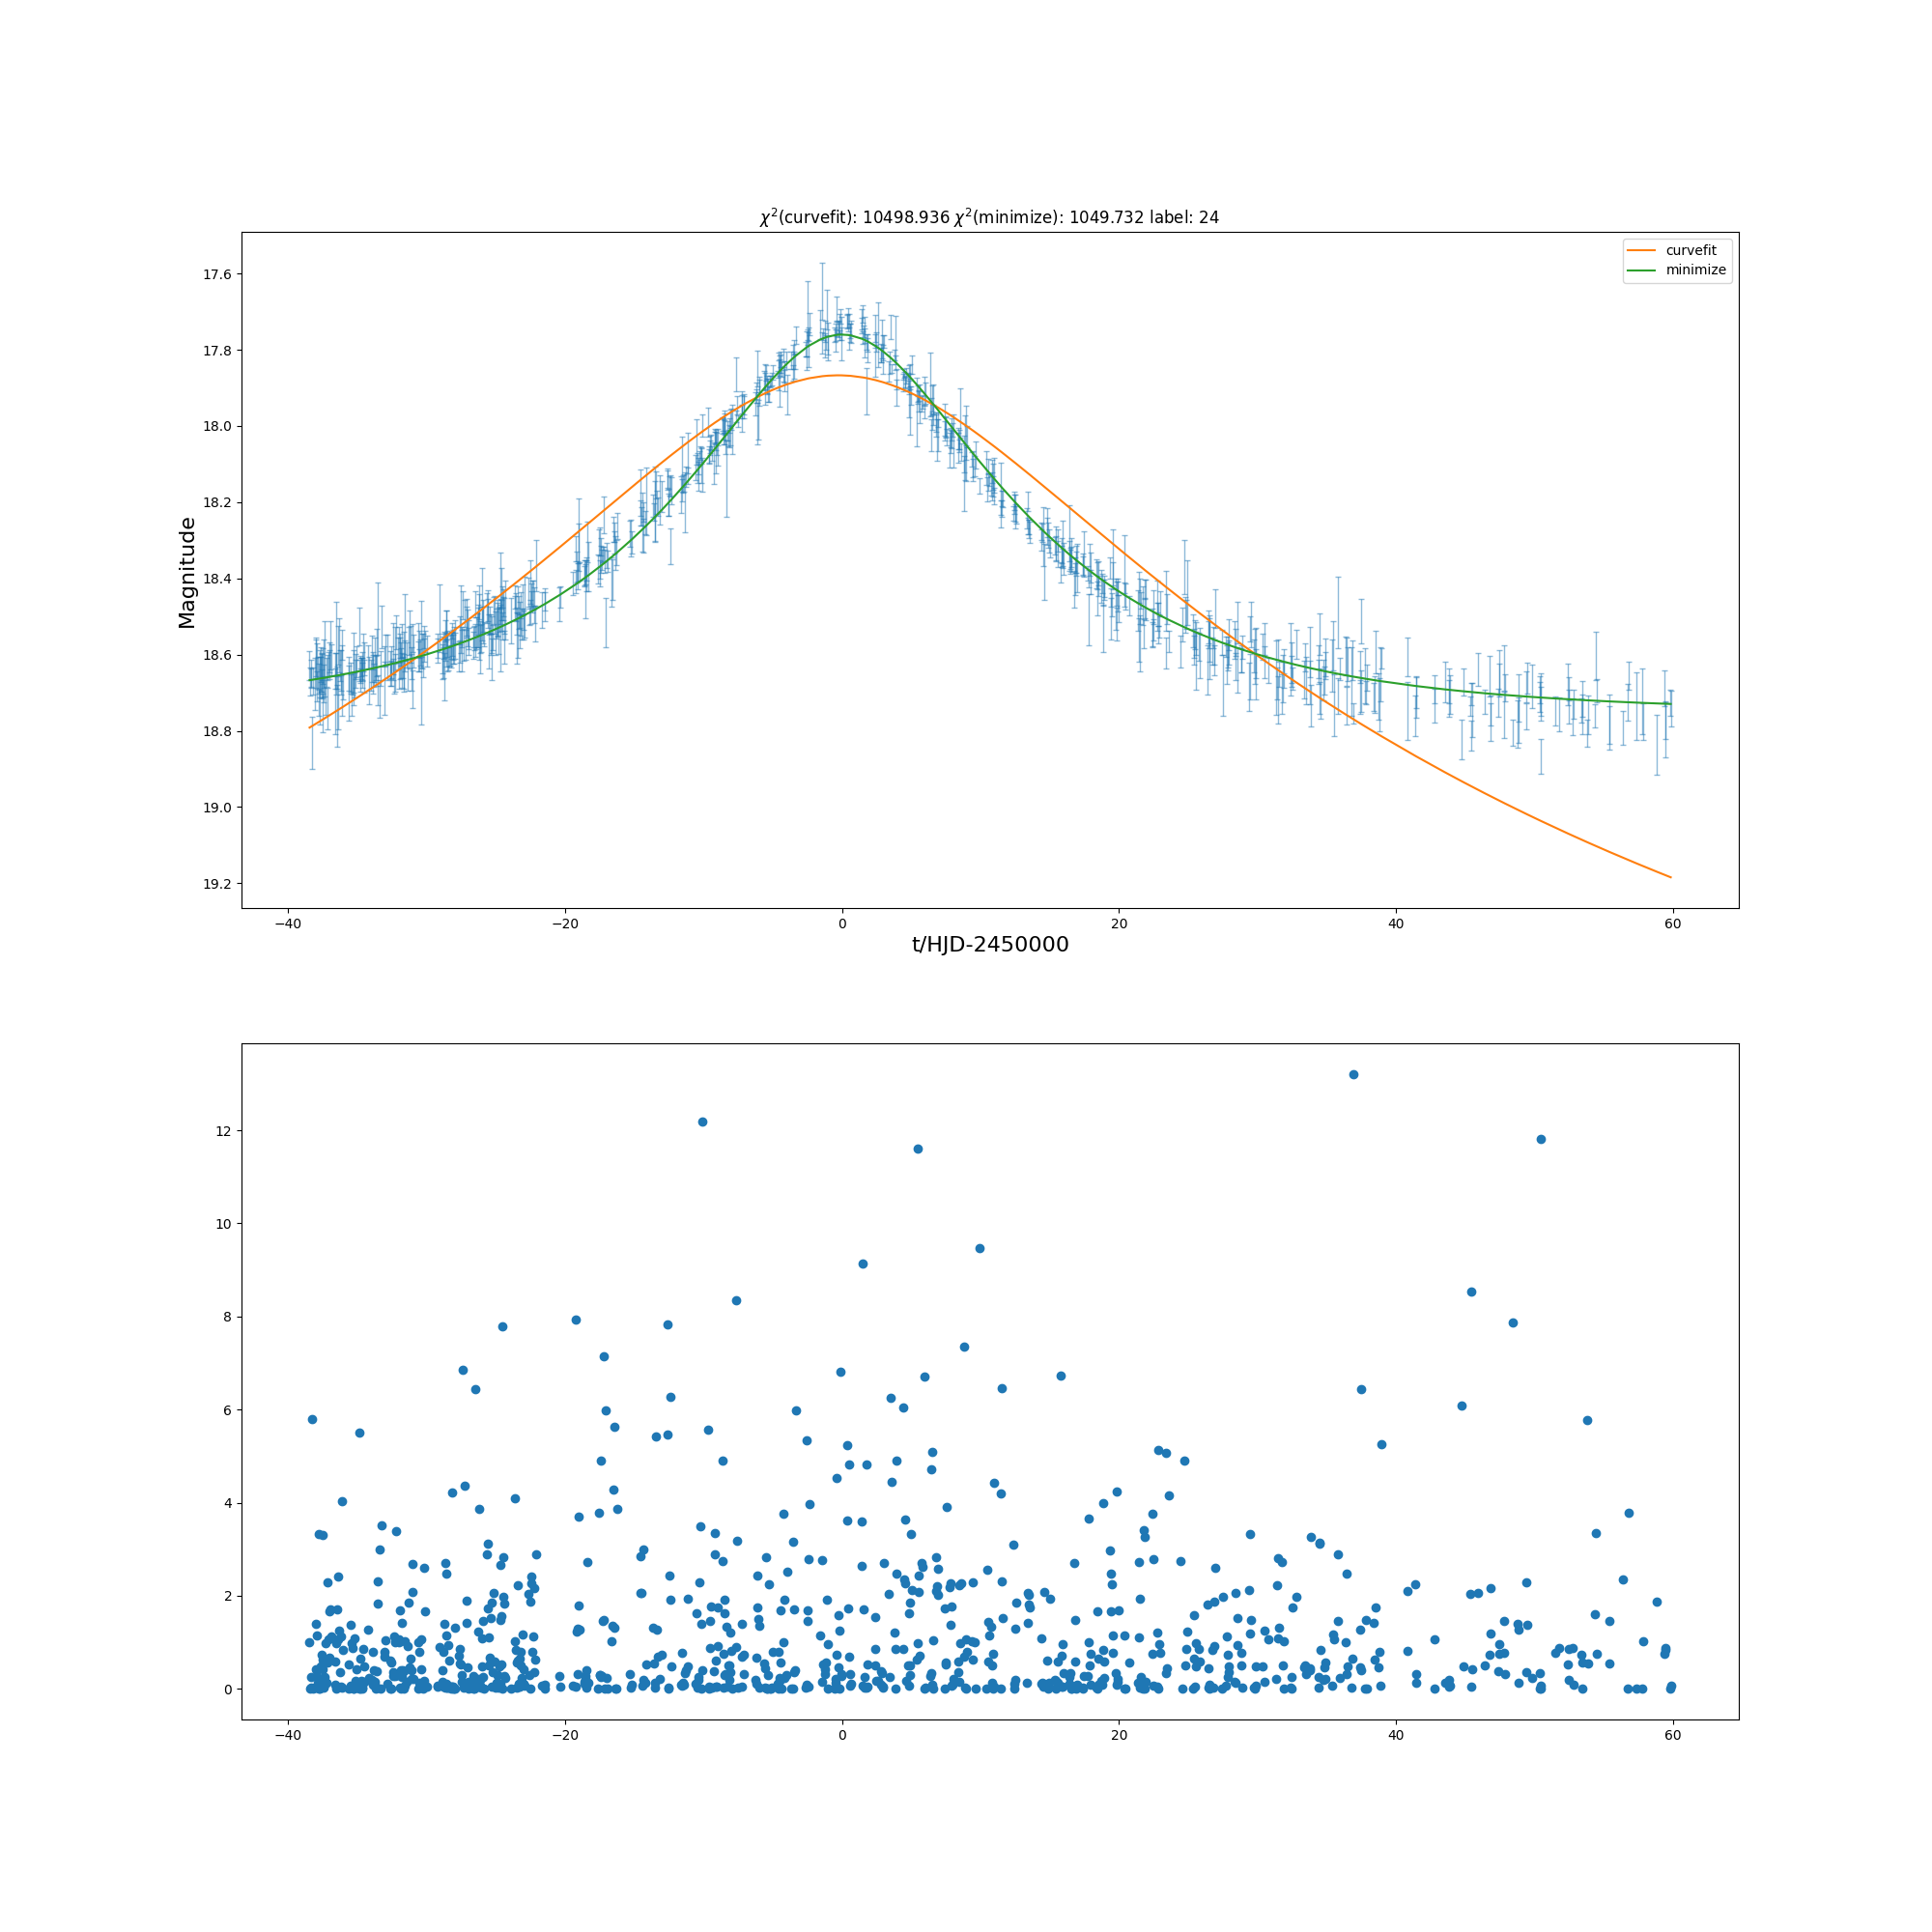 χ²(curvefit): 10498.936 χ²(minimize): 1049.732 label: 24
curvefit
minimize
17.6
17.8
18.0
18.2
18.4
18.6
18.8
19.0
19.2
Magnitude
−40 −20 0 20 40 60
t/HJD-2450000
12
10
8
6
4
2
0
−40 −20 0 20 40 60